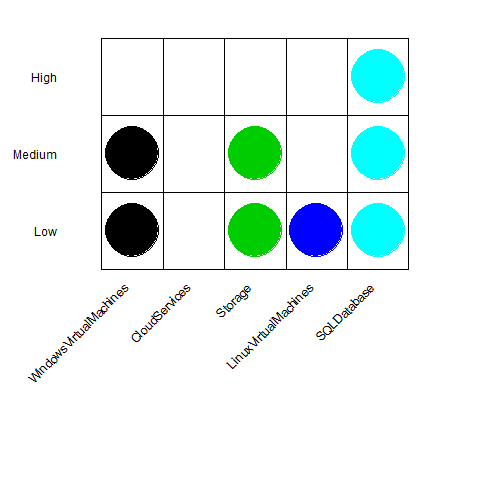 High
Medium
Low
WindowsVirtualMachines
CloudServices
Storage
LinuxVirtualMachines
SQLDatabase